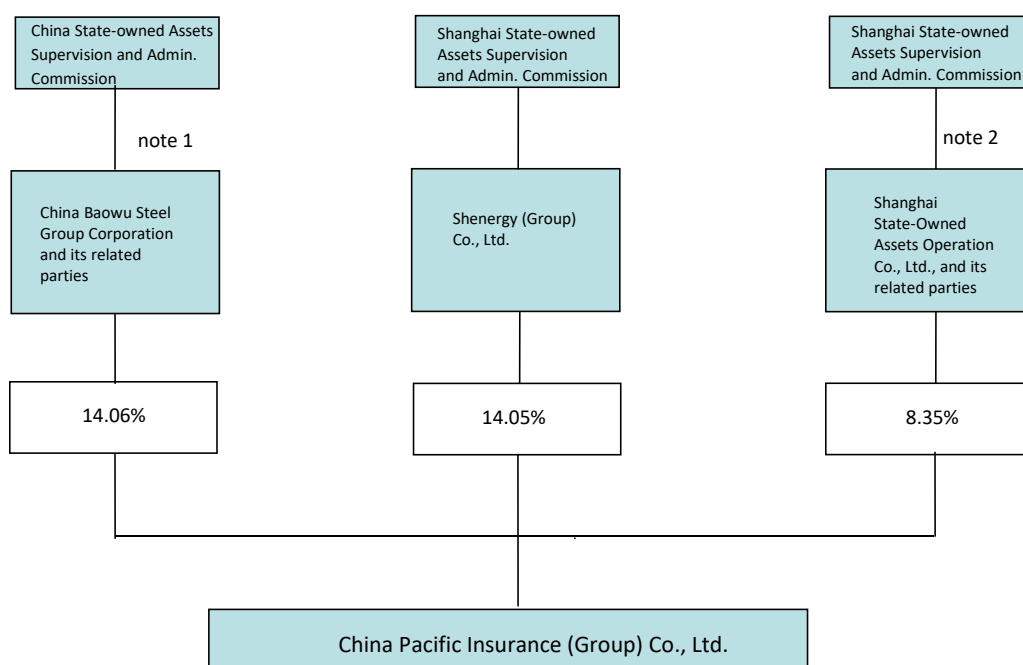 China State-owned Assets
Supervision and Admin.
Commission
Shanghai State-owned
Assets Supervision
and Admin. Commission
Shanghai State-owned
Assets Supervision
and Admin. Commission
note 1
note 2
China Baowu Steel
Group Corporation
and its related
parties
Shenergy (Group)
Co., Ltd.
Shanghai
State-Owned
Assets Operation
Co., Ltd., and its
related parties
14.06%
14.05%
8.35%
China Pacific Insurance (Group) Co., Ltd.